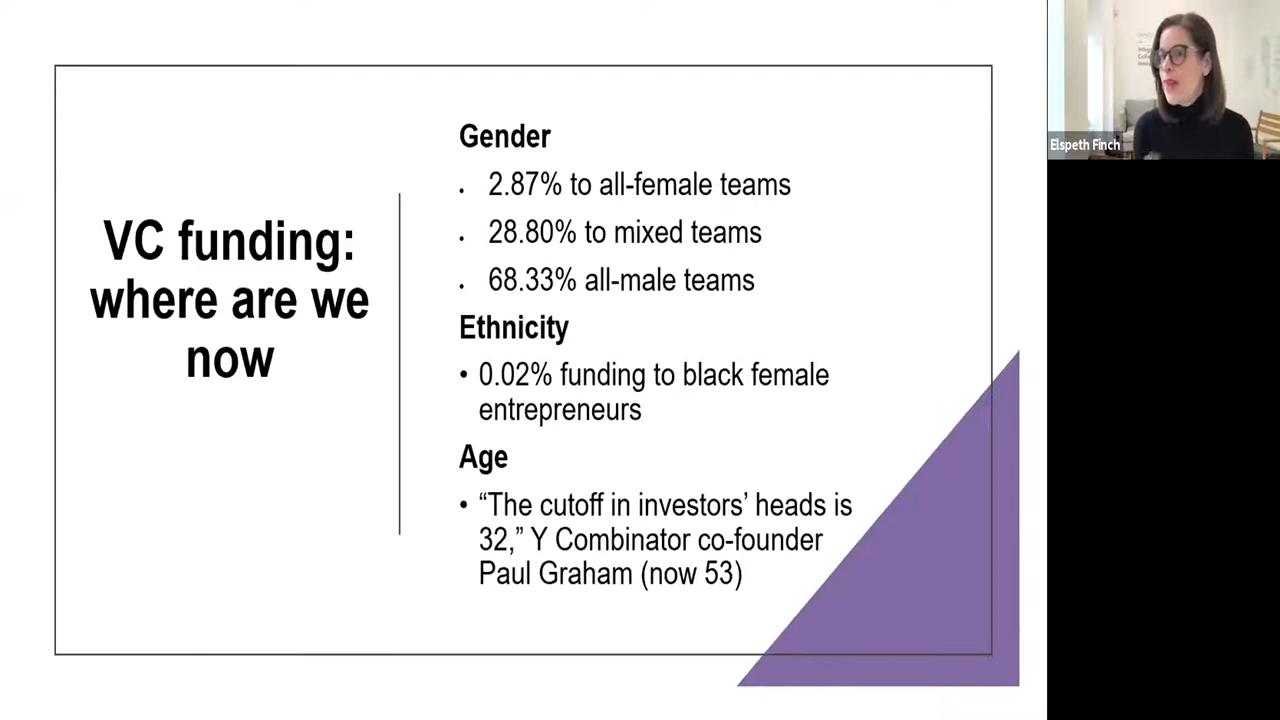 VC funding:
where are we
now
Gender
• 2.87% to all-female teams
• 28.80% to mixed teams
• 68.33% all-male teams
Ethnicity
• 0.02% funding to black female
entrepreneurs
Age
• “The cutoff in investors’ heads is
32,” Y Combinator co-founder
Paul Graham (now 53)
Elspeth Finch